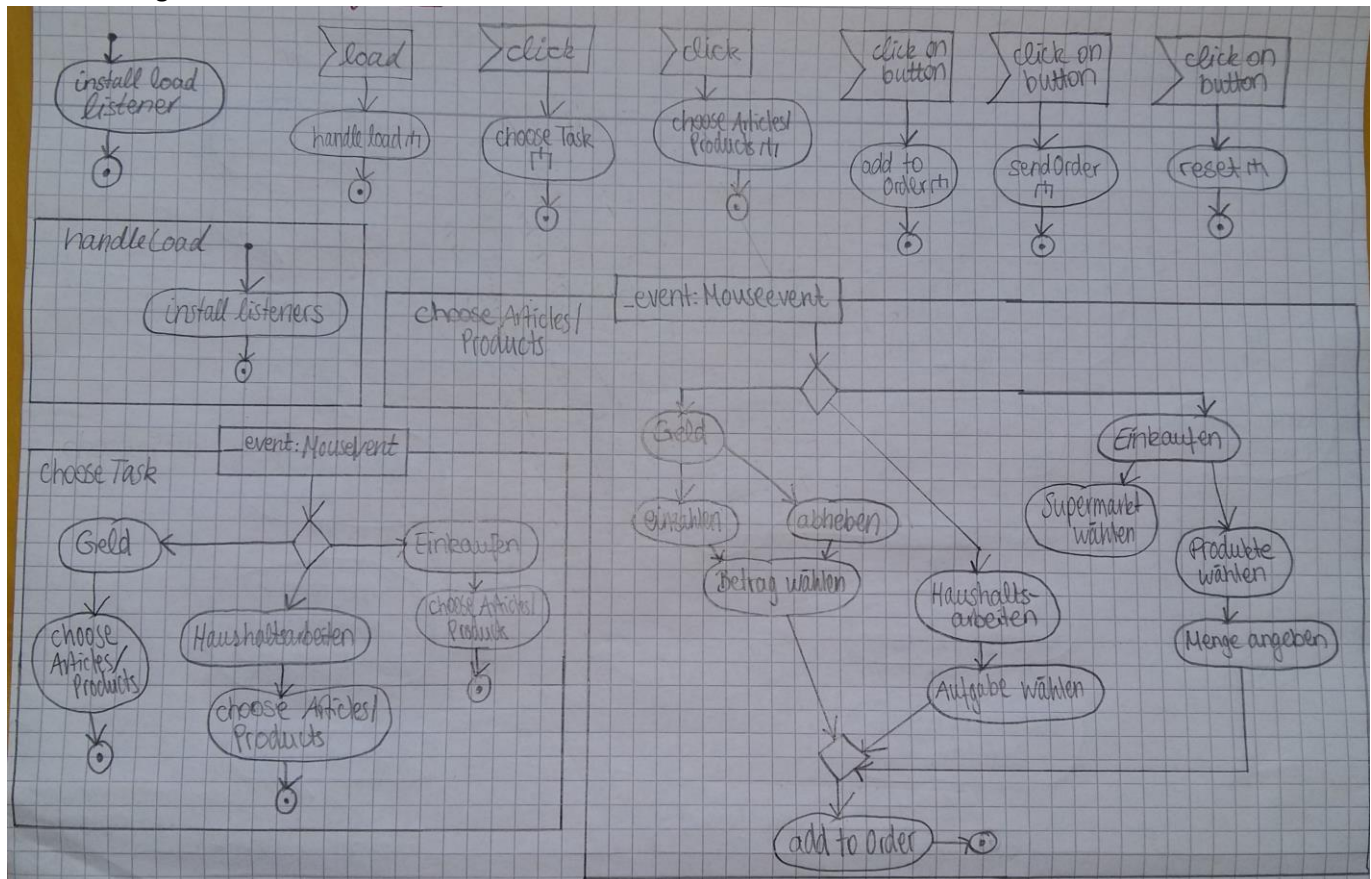 install load
listener
load
handle load
click
choose Task
click
choose Articles/
Products
click on
button
add to
Order
click on
button
sendOrder
click on
button
reset
handleLoad
install listeners
choose Task
_event: MouseEvent
Geld
choose
Articles/
Products
Haushaltsarbeiten
choose Articles/
Products
Einkaufen
choose Articles/
Products
choose Articles/
Products
_event: Mouseevent
Geld
einzahlen
abheben
Betrag wählen
Haushalts-
arbeiten
Aufgabe wählen
Einkaufen
Supermarkt
wählen
Produkte
wählen
Menge angeben
add to Order